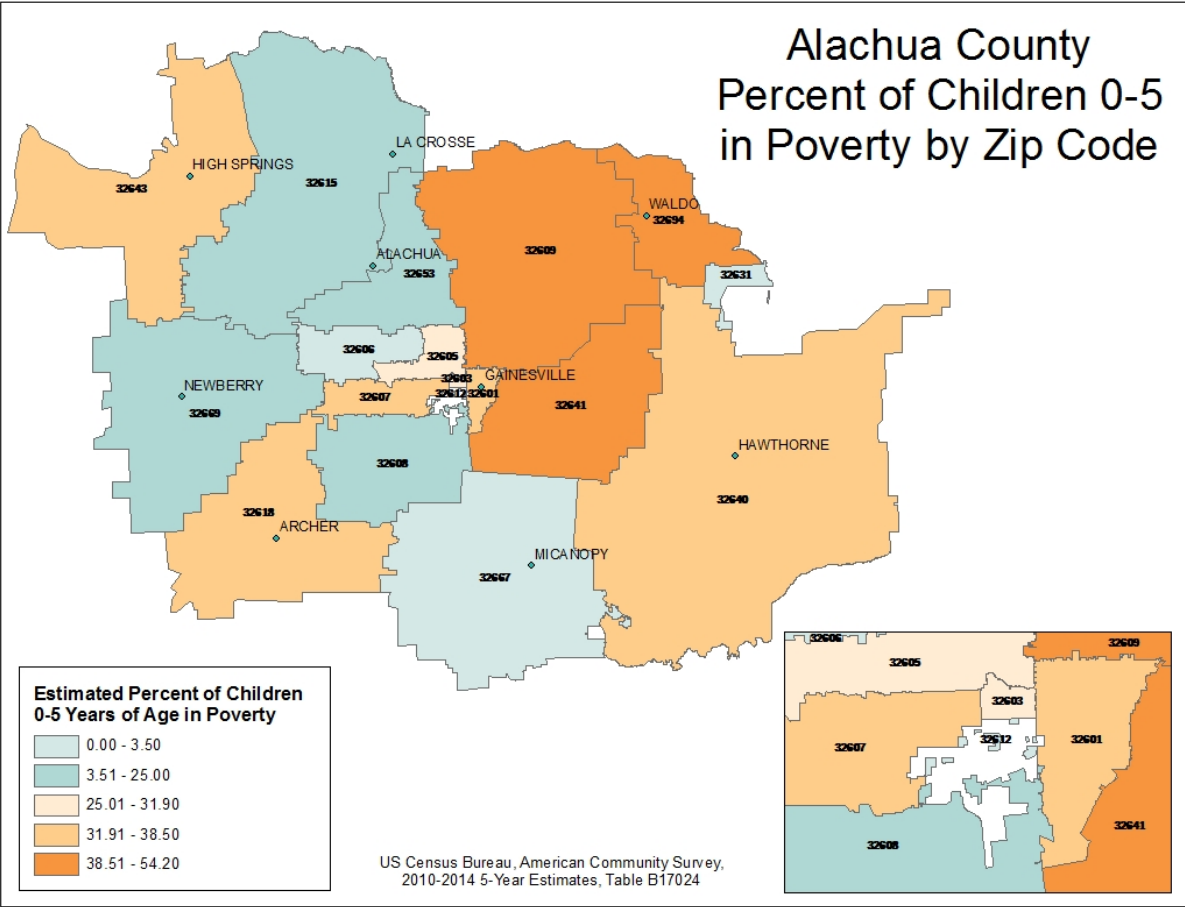 Alachua County
Percent of Children 0-5
in Poverty by Zip Code
LA CROSSE
HIGH SPRINGS
32643
32615
WALDO
32694
32609
ALACHUA
32653
32631
32606
32605
32603
GAINESVILLE
NEWBERRY
32669
32607
32612
32601
32641
HAWTHORNE
32608
32640
32618
ARCHER
MICANOPY
32667
32606
32609
32605
32603
32612
32607
32601
32641
32608
Estimated Percent of Children
0-5 Years of Age in Poverty
0.00 - 3.50
3.51 - 25.00
25.01 - 31.90
31.91 - 38.50
38.51 - 54.20
US Census Bureau, American Community Survey,
2010-2014 5-Year Estimates, Table B17024